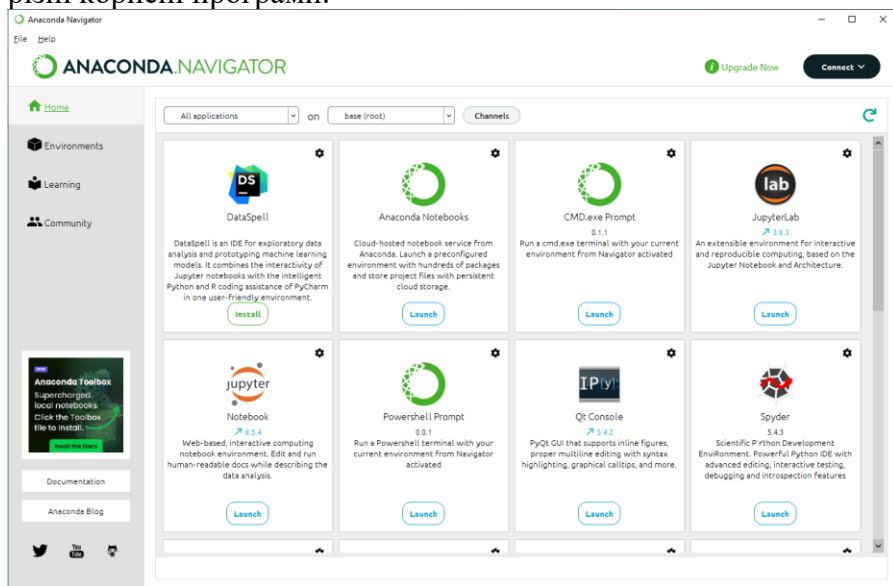 різні корисні програми:
Anaconda Navigator
File Help
ANACONDA.NAVIGATOR
Upgrade Now
Connect
Home
Environments
Learning
Community
All applications
on
base (root)
Channels
DS
DataSpell
DataSpell is an IDE for exploratory data
analysis and prototyping machine learning
models. It combines the interactivity of
Jupyter notebooks with the intelligent
Python and R coding assistance of PyCharm
in one user-friendly environment.
Install
Anaconda Notebooks
Cloud-hosted notebook service from
Anaconda. Launch a preconfigured
environment with hundreds of packages
and store project files with persistent
cloud storage.
Launch
CMD.exe Prompt
0.1.1
Run a cmd.exe terminal with your current
environment from Navigator activated
Launch
lab
JupyterLab
3.6.3
An extensible environment for interactive
and reproducible computing, based on the
Jupyter Notebook and Architecture.
Launch
jupyter
Notebook
6.5.4
Web-based, interactive computing
notebook environment. Edit and run
human-readable docs while describing the
data analysis.
Launch
Powershell Prompt
0.0.1
Run a Powershell terminal with your
current environment from Navigator
activated
Launch
IP[y]:
Qt Console
5.4.2
PyQt GUI that supports inline figures,
proper multiline editing with syntax
highlighting, graphical calltips, and more.
Launch
Spyder
5.4.3
Scientific PYthon Development
EnviRonment. Powerful Python IDE with
advanced editing, interactive testing,
debugging and introspection features
Launch
Anaconda Toolbox
Supercharged
local notebooks.
Click the Toolbox
tile to install.
Read the Docs
Documentation
Anaconda Blog
You
Tube